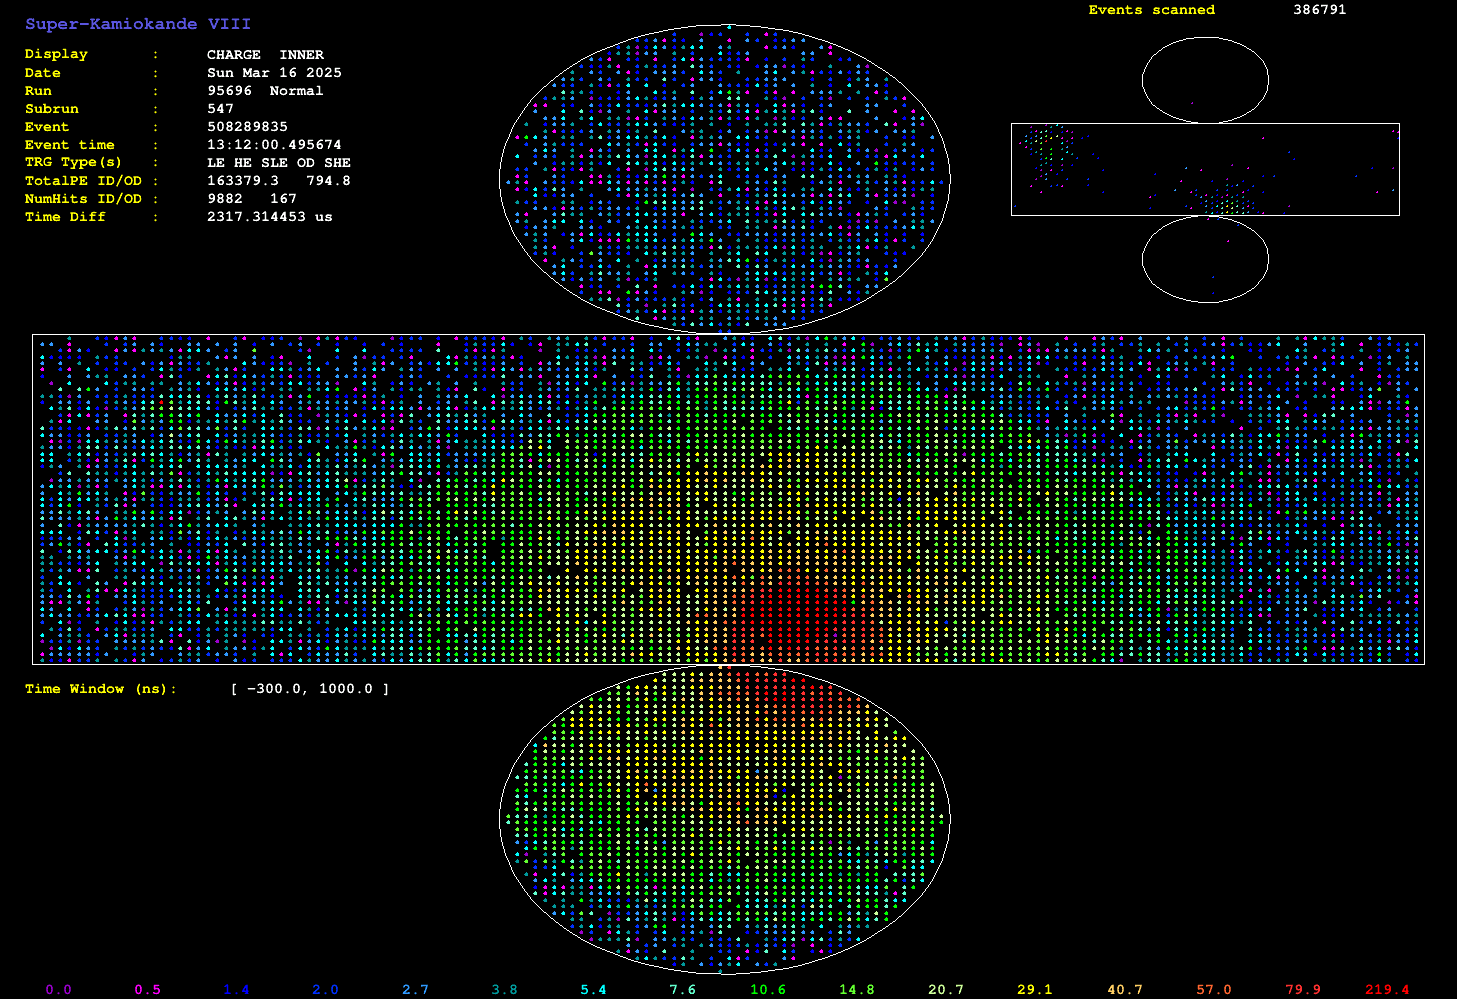 Super-Kamiokande VIII
Events scanned 386791
Display : CHARGE INNER
Date : Sun Mar 16 2025
Run : 95696 Normal
Subrun : 547
Event : 508289835
Event time : 13:12:00.495674
TRG Type(s) : LE HE SLE OD SHE
TotalPE ID/OD : 163379.3 794.8
NumHits ID/OD : 9882 167
Time Diff : 2317.314453 us
Time Window (ns): [ -300.0, 1000.0 ]
0.0 0.5 1.4 2.0 2.7 3.8 5.4 7.6 10.6 14.8 20.7 29.1 40.7 57.0 79.9 219.4